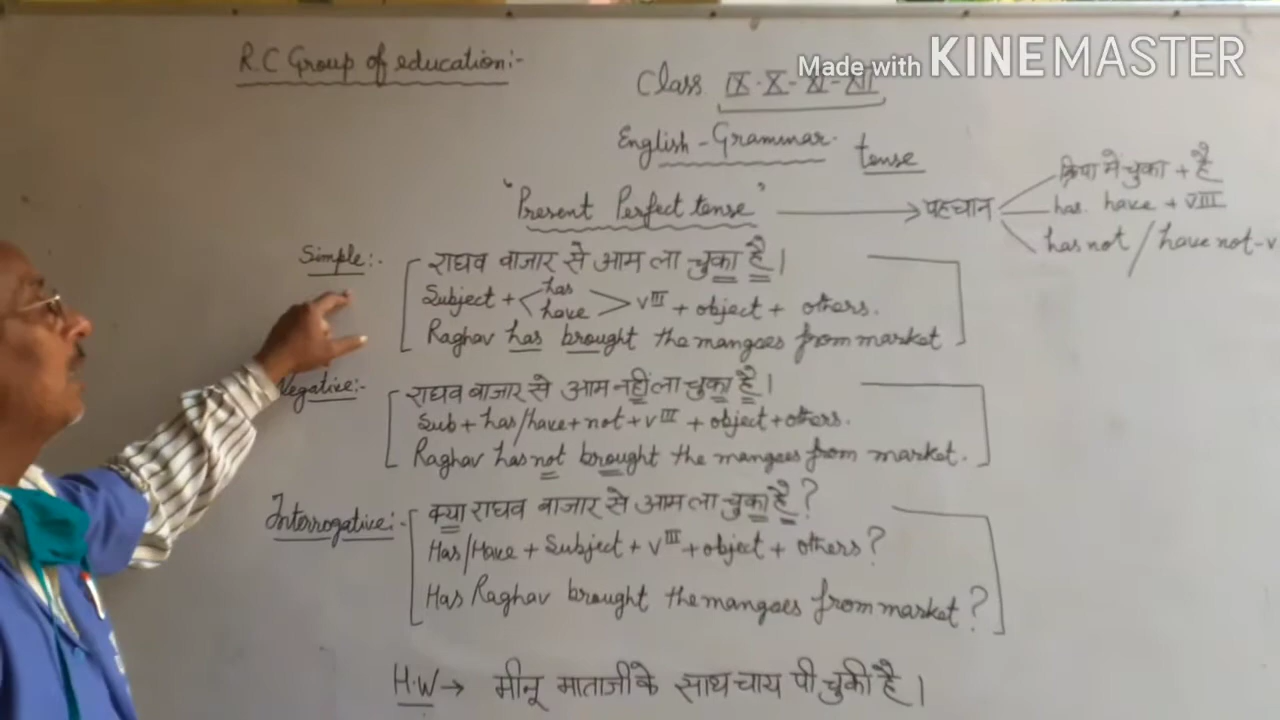 R.C Group of education:-
Made with KINEMASTER
Class IX-X-XI-XII
English-Grammar. tense
"Present Perfect tense" → पहचान
क्रिया में चुका + है
has have + VIII
has not / have not - v
Simple:-
राघव बाजार से आम ला चुका है।
Subject + < has have > VIII + object + others.
Raghav has brought the mangoes from market
Negative:-
राघव बाजार से आम नहीं ला चुका है।
Sub + has/have + not + VIII + object + others.
Raghav has not brought the mangoes from market.
Interrogative:-
क्या राघव बाजार से आम ला चुका है?
Has/Have + Subject + VIII + object + others?
Has Raghav brought the mangoes from market?
H.W → मीनू माताजी के साथ चाय पी चुकी है।